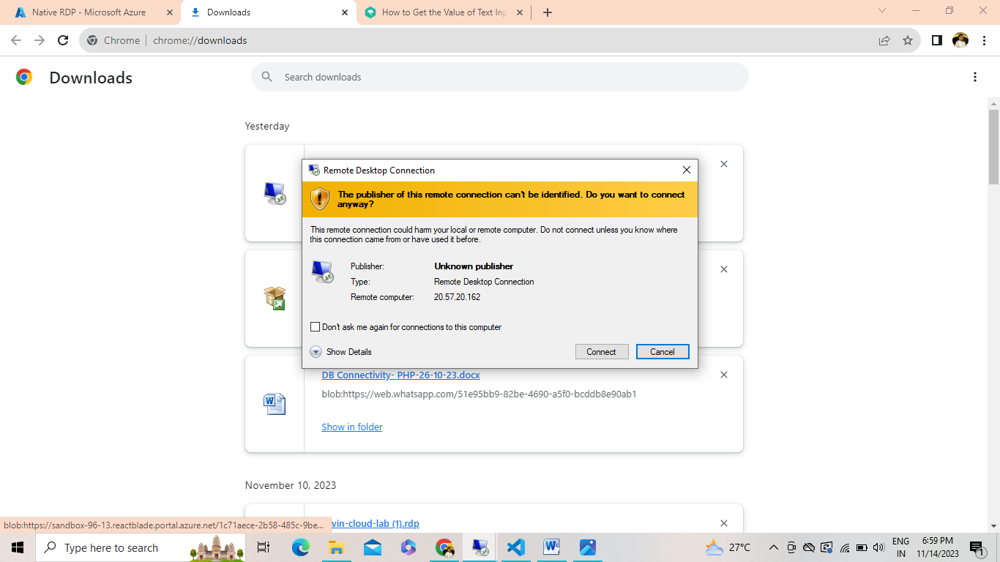 Native RDP - Microsoft Azure
Downloads
How to Get the Value of Text Inp
Chrome
chrome://downloads
Downloads
Search downloads
Yesterday
Remote Desktop Connection
The publisher of this remote connection can't be identified. Do you want to connect
anyway?
This remote connection could harm your local or remote computer. Do not connect unless you know where
this connection came from or have used it before.
Publisher: Unknown publisher
Type: Remote Desktop Connection
Remote computer: 20.57.20.162
Don't ask me again for connections to this computer
Show Details
Connect
Cancel
DB Connectivity- PHP-26-10-23.docx
blob:https://web.whatsapp.com/51e95bb9-82be-4690-a5f0-bcddb8e90ab1
Show in folder
November 10, 2023
vin-cloud-lab (1).rdp
blob:https://sandbox-96-13.reactblade.portal.azure.net/1c71aece-2b58-485c-9be...
Type here to search
27°C
ENG
IN
6:59 PM
11/14/2023
1